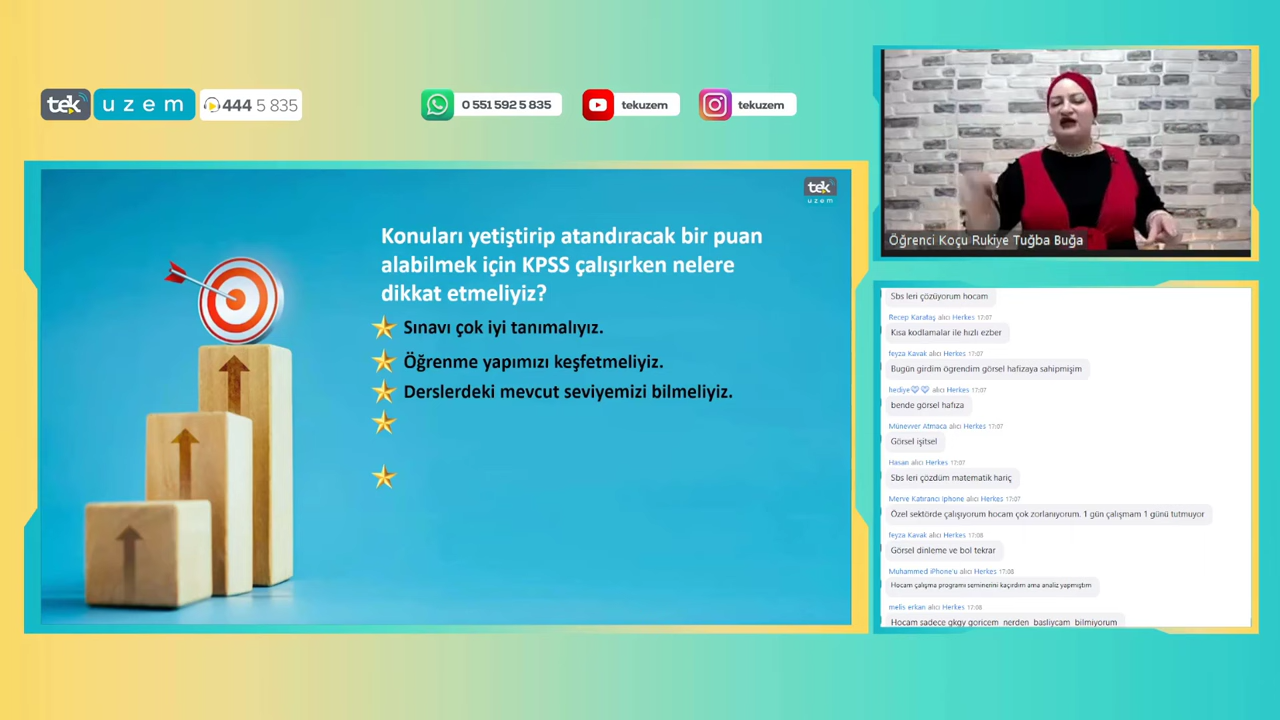 tek uzem 444 5 835
0 551 592 5 835
tekuzem
tekuzem
tek
uzem
Konuları yetiştirip atandıracak bir puan
alabilmek için KPSS çalışırken nelere
dikkat etmeliyiz?
Sınavı çok iyi tanımalıyız.
Öğrenme yapımızı keşfetmeliyiz.
Derslerdeki mevcut seviyemizi bilmeliyiz.
Öğrenci Koçu Rukiye Tuğba Buğa
Sbs leri çözüyorum hocam
Recep Karataş alıcı Herkes 17:07
Kısa kodlamalar ile hızlı ezber
feyza Kavak alıcı Herkes 17:07
Bugün girdim ögrendim görsel hafızaya sahipmişim
hediye🩵🩵 alıcı Herkes 17:07
bende görsel hafıza
Münevver Atmaca alıcı Herkes 17:07
Görsel işitsel
Hasan alıcı Herkes 17:07
Sbs leri çözdüm matematik hariç
Merve Katırancı Iphone alıcı Herkes 17:07
Özel sektörde çalışıyorum hocam çok zorlanıyorum. 1 gün çalışmam 1 günü tutmuyor
feyza Kavak alıcı Herkes 17:08
Görsel dinleme ve bol tekrar
Muhammed iPhone'u alıcı Herkes 17:08
Hocam çalışma programı seminerini kaçırdım ama analiz yapmıştım
melis erkan alıcı Herkes 17:08
Hocam sadece gkgy goricem nerden basliycam bilmiyorum